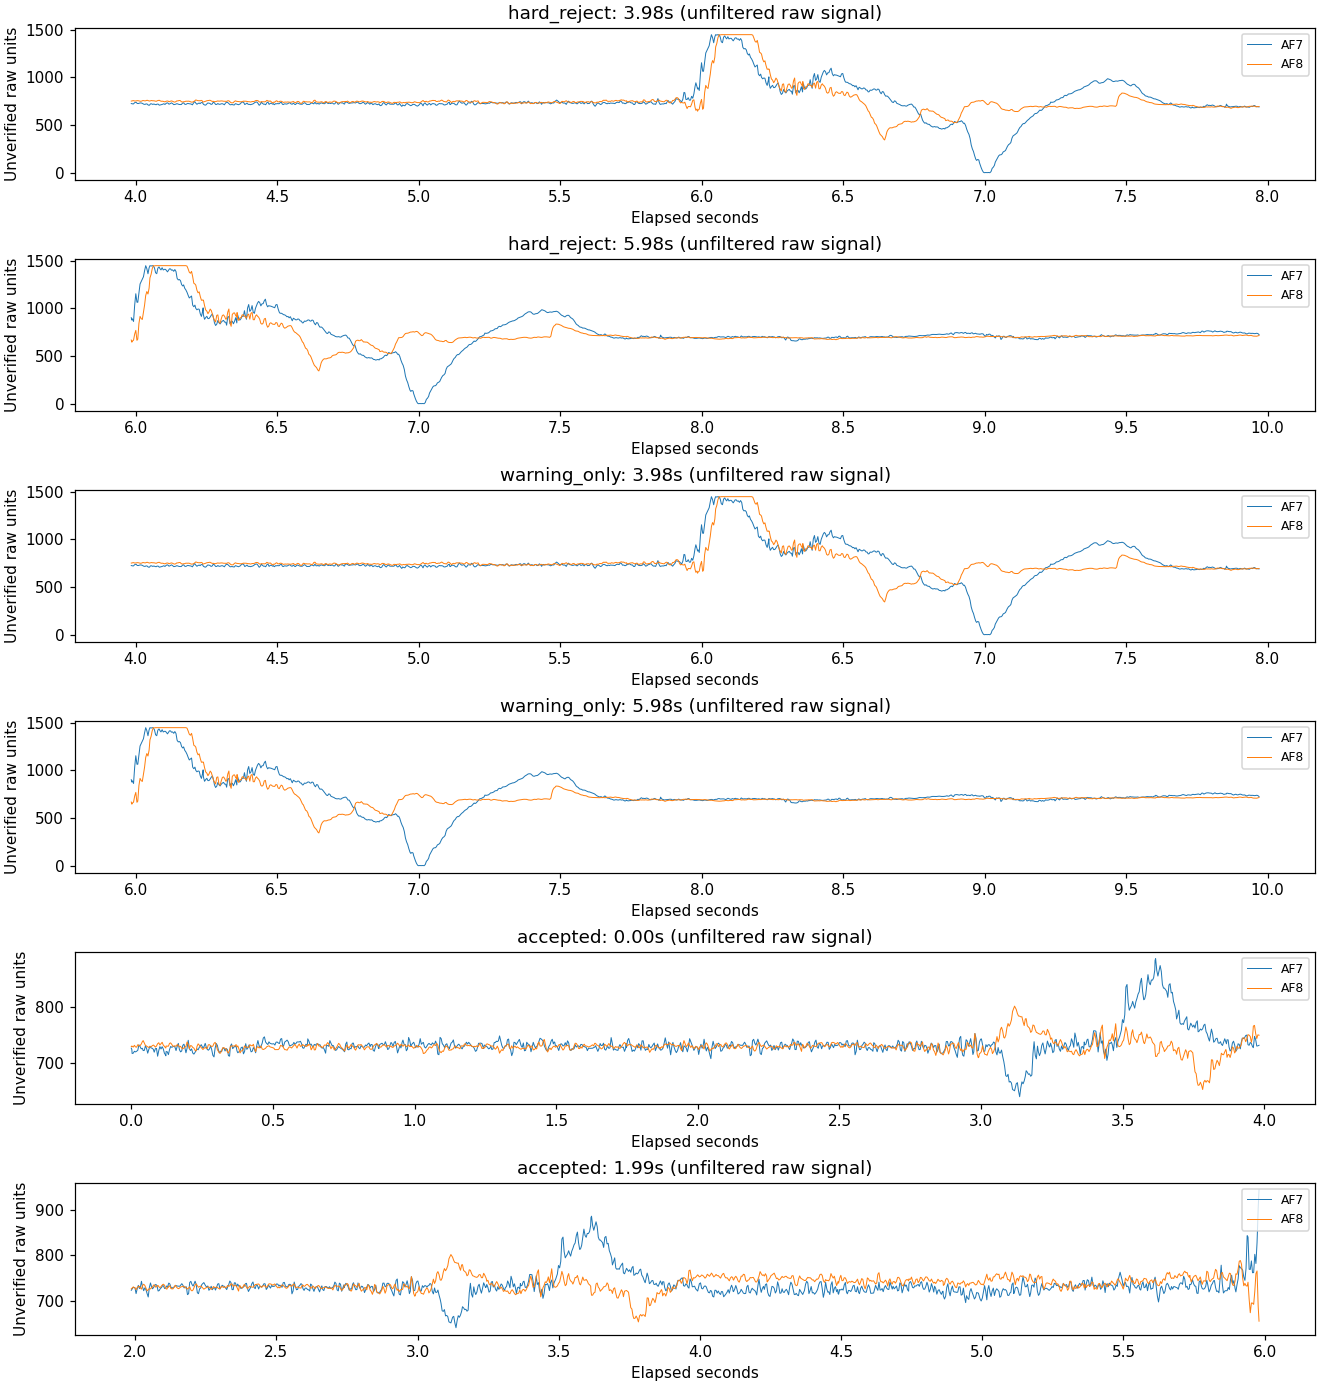 hard_reject: 3.98s (unfiltered raw signal)
Unverified raw units
1500
1000
500
0
AF7
AF8
4.0 4.5 5.0 5.5 6.0 6.5 7.0 7.5 8.0
Elapsed seconds
hard_reject: 5.98s (unfiltered raw signal)
Unverified raw units
1500
1000
500
0
AF7
AF8
6.0 6.5 7.0 7.5 8.0 8.5 9.0 9.5 10.0
Elapsed seconds
warning_only: 3.98s (unfiltered raw signal)
Unverified raw units
1500
1000
500
0
AF7
AF8
4.0 4.5 5.0 5.5 6.0 6.5 7.0 7.5 8.0
Elapsed seconds
warning_only: 5.98s (unfiltered raw signal)
Unverified raw units
1500
1000
500
0
AF7
AF8
6.0 6.5 7.0 7.5 8.0 8.5 9.0 9.5 10.0
Elapsed seconds
accepted: 0.00s (unfiltered raw signal)
Unverified raw units
800
700
AF7
AF8
0.0 0.5 1.0 1.5 2.0 2.5 3.0 3.5 4.0
Elapsed seconds
accepted: 1.99s (unfiltered raw signal)
Unverified raw units
900
800
700
AF7
AF8
2.0 2.5 3.0 3.5 4.0 4.5 5.0 5.5 6.0
Elapsed seconds